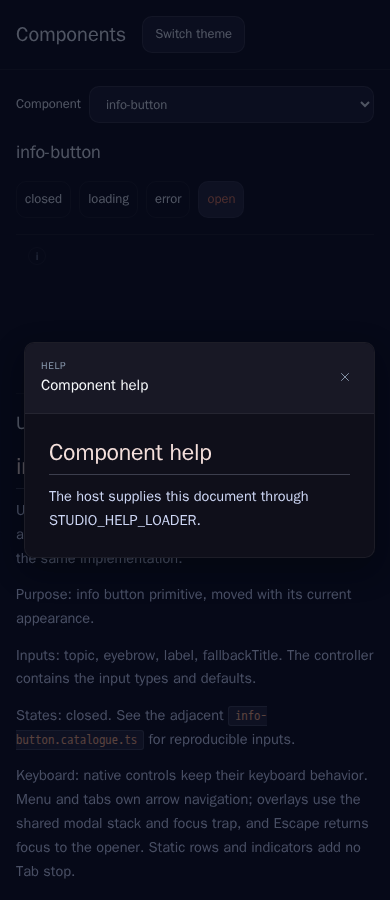 Components
Switch theme
Component
info-button
info-button
closed
loading
error
open
i
HELP
Component help
×
Component help
The host supplies this document through
STUDIO_HELP_LOADER.
the same implementation.
Purpose: info button primitive, moved with its current
appearance.
Inputs: topic, eyebrow, label, fallbackTitle. The controller
contains the input types and defaults.
States: closed. See the adjacent info-
button.catalogue.ts for reproducible inputs.
Keyboard: native controls keep their keyboard behavior.
Menu and tabs own arrow navigation; overlays use the
shared modal stack and focus trap, and Escape returns
focus to the opener. Static rows and indicators add no
Tab stop.